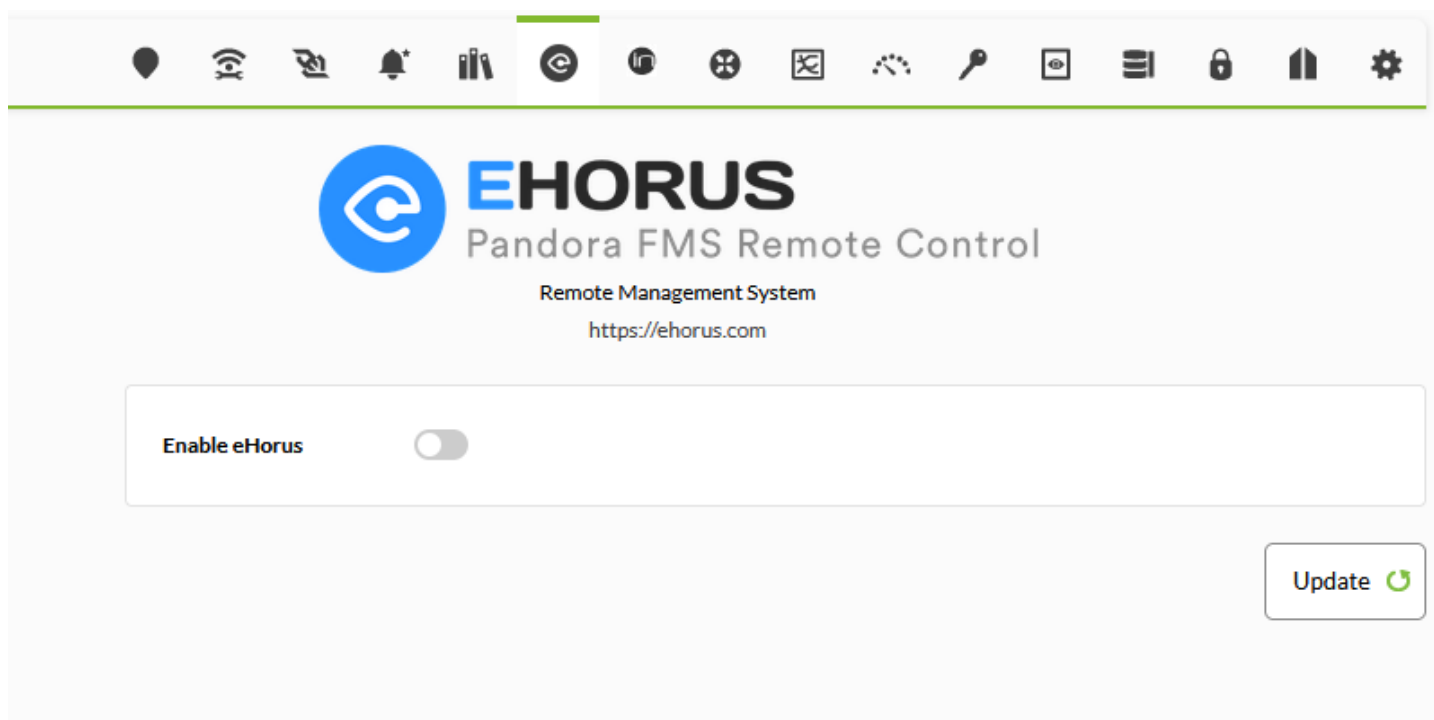 EHORUS
Pandora FMS Remote Control
Remote Management System
https://ehorus.com
Enable eHorus
Update